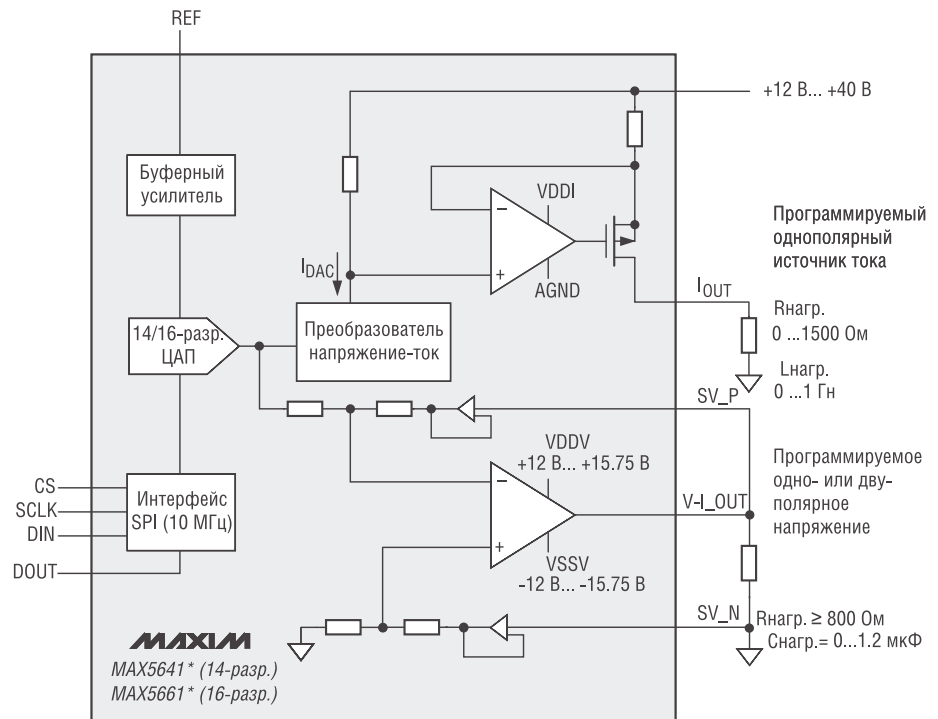 REF
+12 В... +40 В
Буферный
усилитель
VDDI
Программируемый
однополярный
источник тока
−
+
IDAC
AGND
IOUT
14/16-разр.
ЦАП
Преобразователь
напряжение-ток
Rнагр.
0 ...1500 Ом
Lнагр.
0 ...1 Гн
SV_P
VDDV
+12 В... +15.75 В
Программируемое
одно- или дву-
полярное
напряжение
CS
SCLK
DIN
DOUT
Интерфейс
SPI (10 МГц)
−
+
V-I_OUT
VSSV
-12 В... -15.75 В
SV_N
Rнагр. ≥ 800 Ом
Cнагр.= 0...1.2 мкФ
MAXIM
MAX5641* (14-разр.)
MAX5661* (16-разр.)